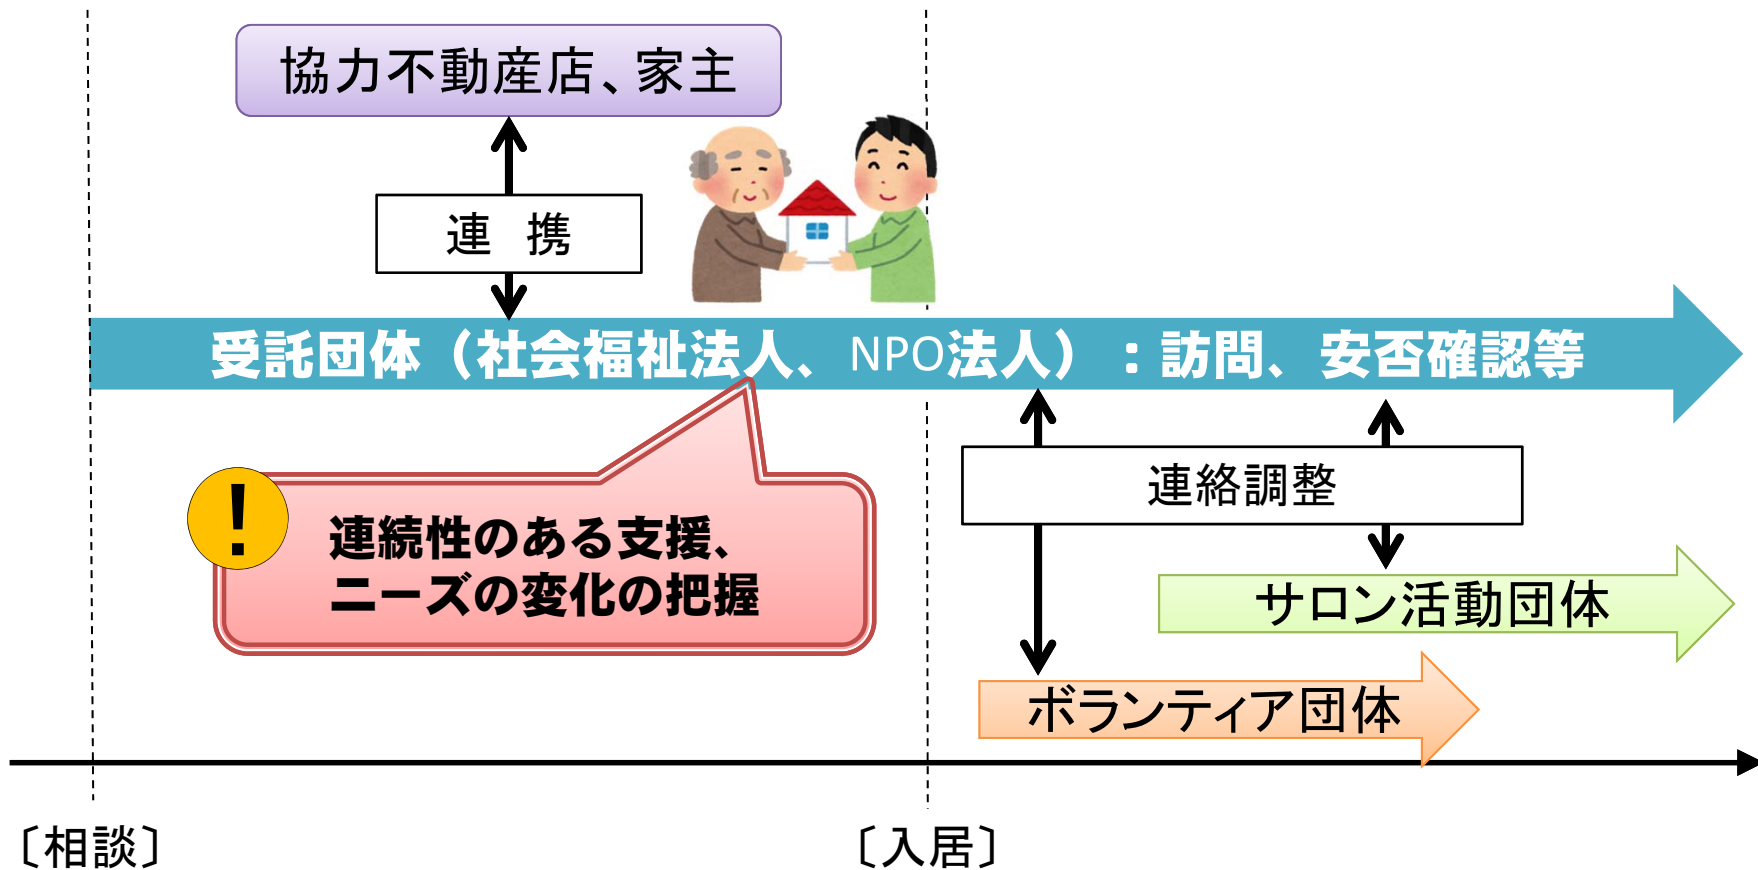 協力不動産店、家主
連 携
受託団体（社会福祉法人、NPO法人）：訪問、安否確認等
!
連続性のある支援、
ニーズの変化の把握
連絡調整
サロン活動団体
ボランティア団体
〔相談〕
〔入居〕